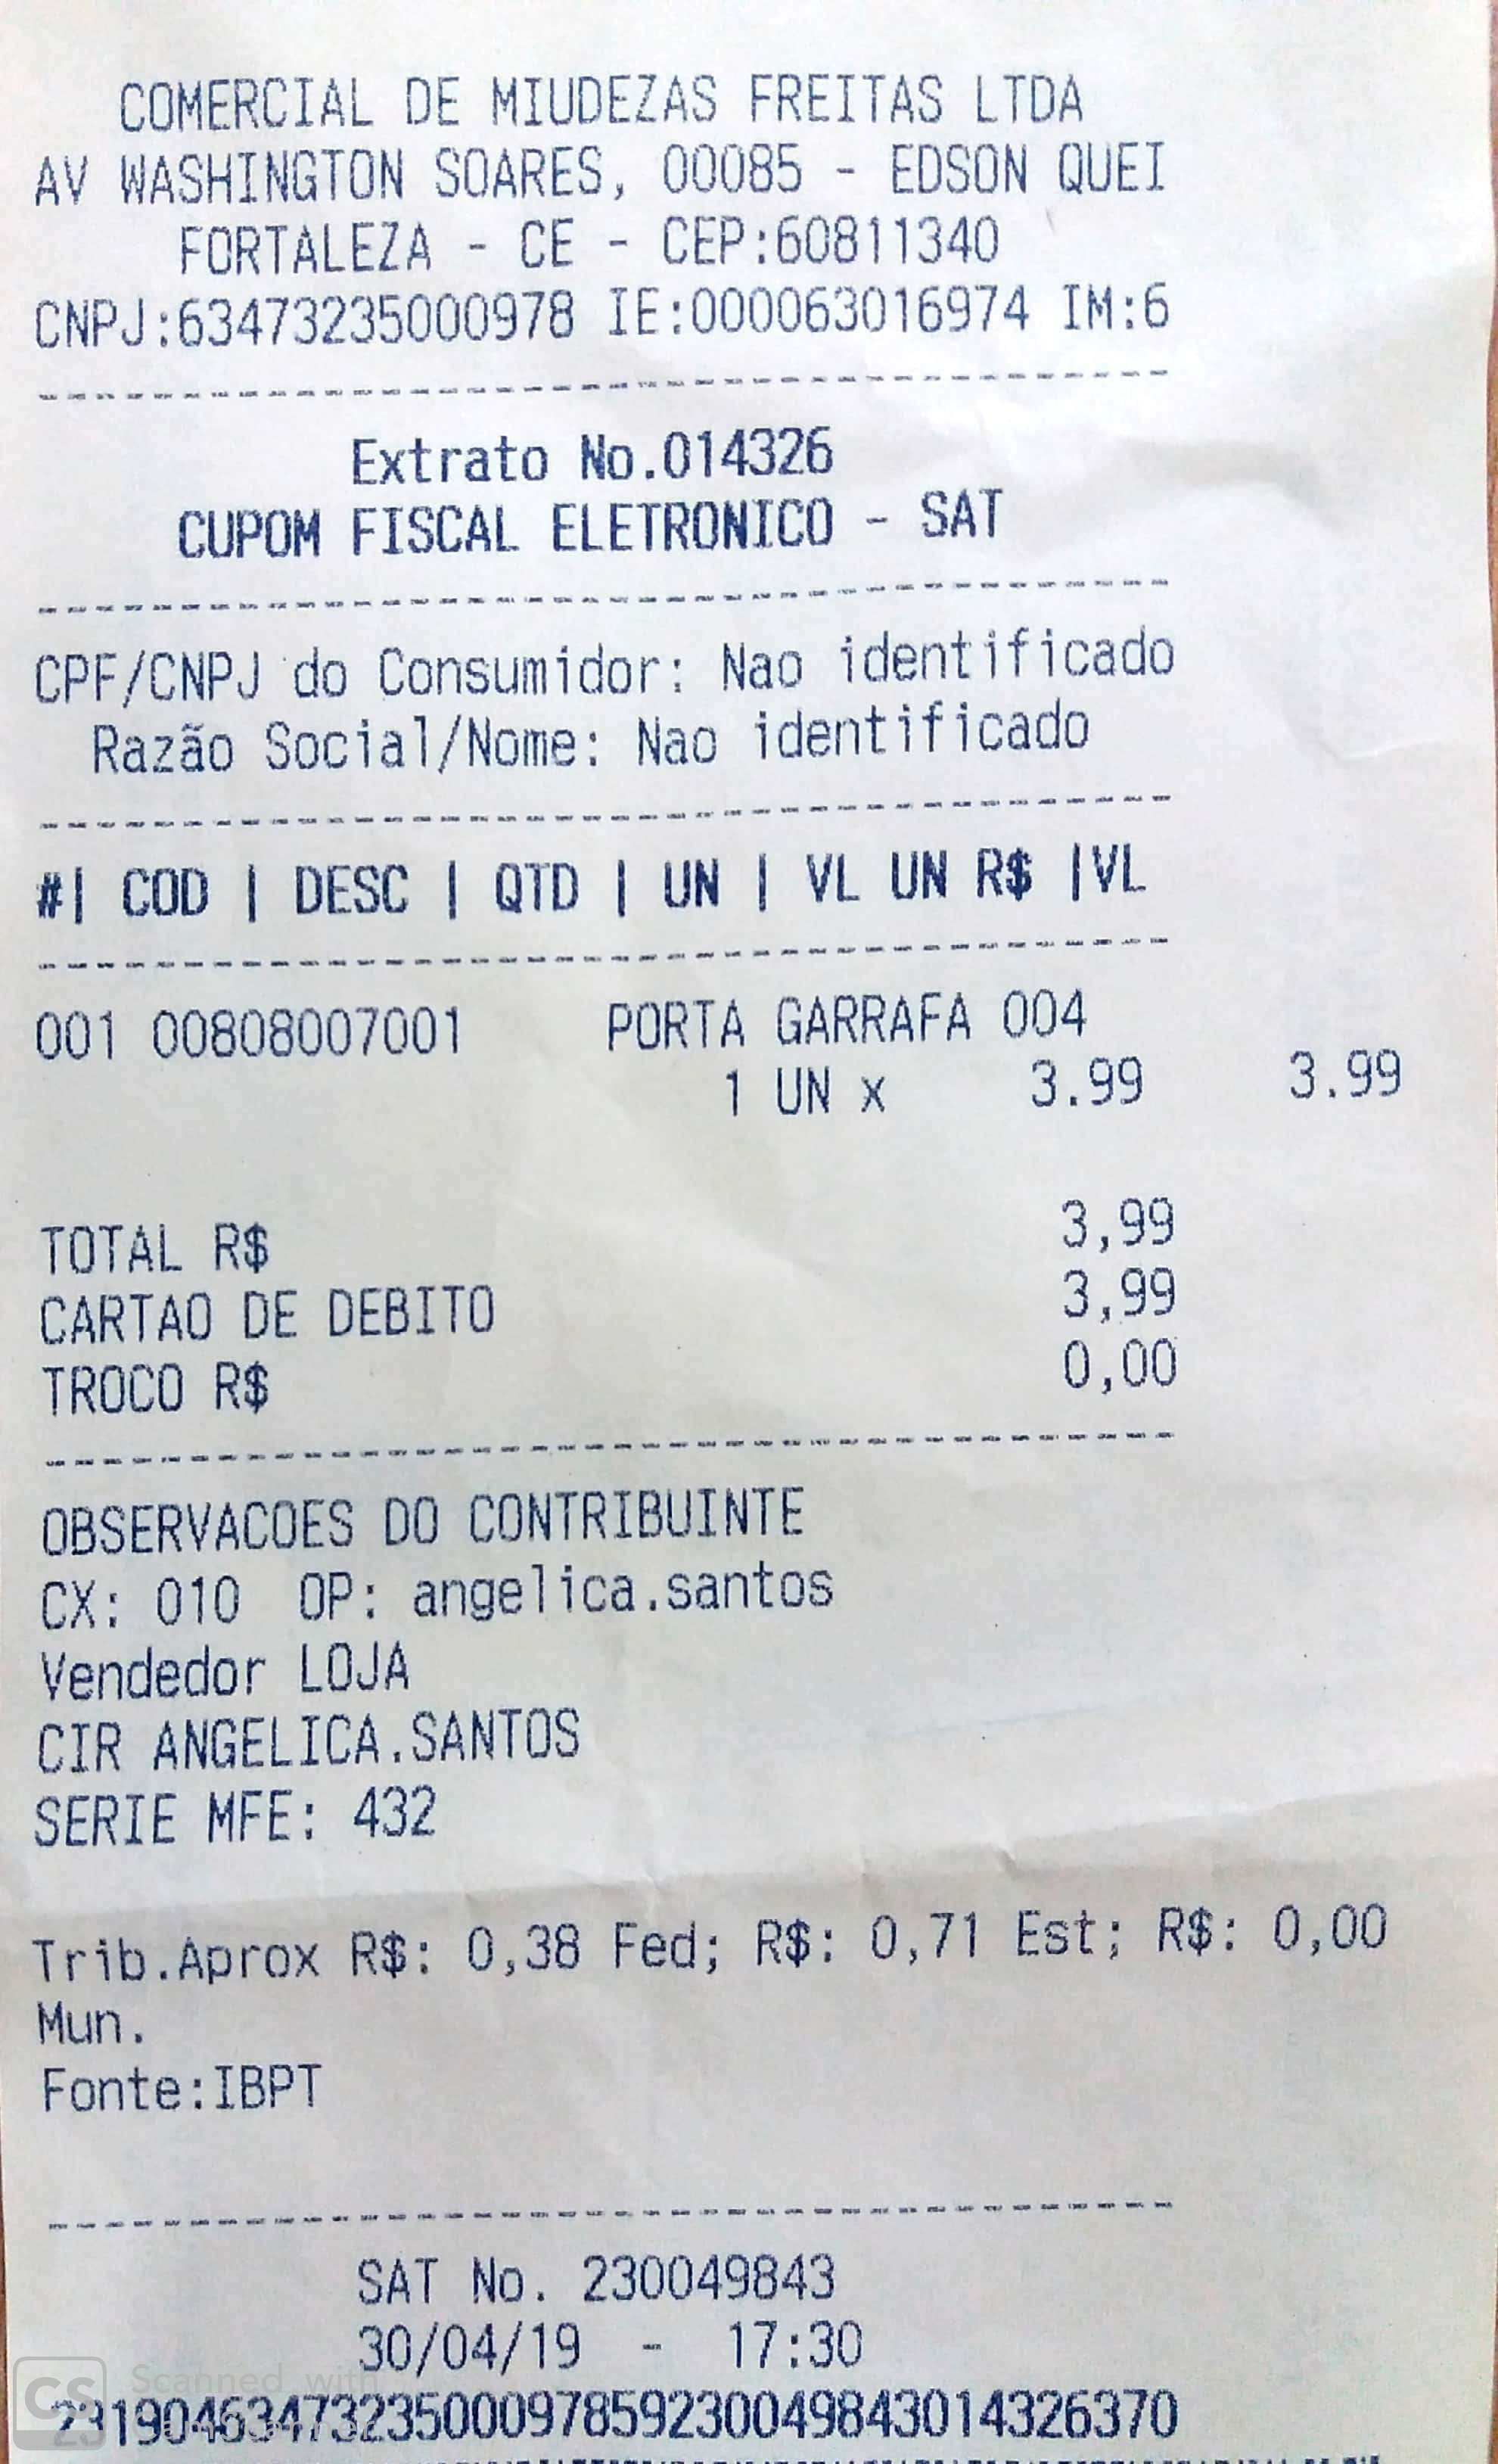 COMERCIAL DE MIUDEZAS FREITAS LTDA
AV WASHINGTON SOARES, 00085 - EDSON QUEI
FORTALEZA - CE - CEP:60811340
CNPJ:63473235000978 IE:000063016974 IM:6
Extrato No.014326
CUPOM FISCAL ELETRONICO - SAT
CPF/CNPJ do Consumidor: Nao identificado
Razão Social/Nome: Nao identificado
#| COD | DESC | QTD | UN | VL UN R$ |VL
001 00808007001 PORTA GARRAFA 004
1 UN x 3.99 3.99
TOTAL R$ 3,99
CARTAO DE DEBITO 3,99
TROCO R$ 0,00
OBSERVACOES DO CONTRIBUINTE
CX: 010 OP: angelica.santos
Vendedor LOJA
CIR ANGELICA.SANTOS
SERIE MFE: 432
Trib.Aprox R$: 0,38 Fed; R$: 0,71 Est; R$: 0,00
Mun.
Fonte:IBPT
SAT No. 230049843
30/04/19 - 17:30
CS Scanned with
2319046347323500097859230049843014326370